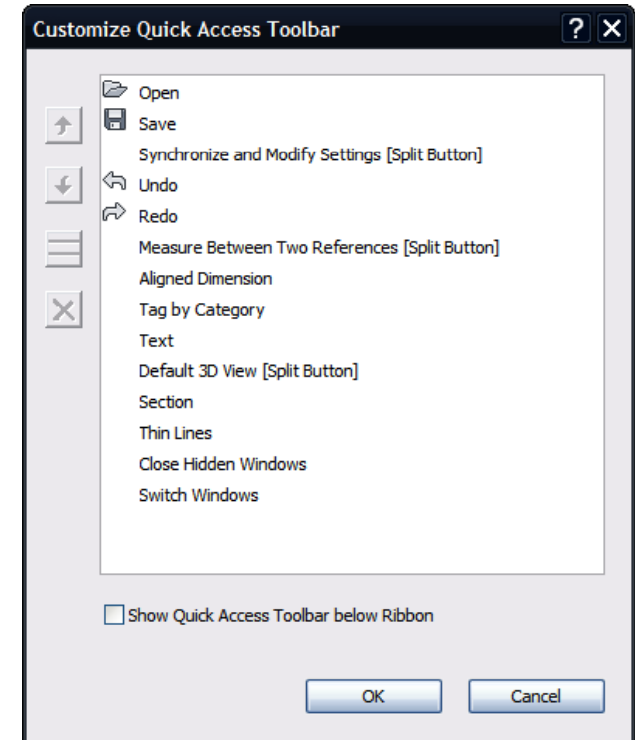 Customize Quick Access Toolbar
Open
Save
Synchronize and Modify Settings [Split Button]
Undo
Redo
Measure Between Two References [Split Button]
Aligned Dimension
Tag by Category
Text
Default 3D View [Split Button]
Section
Thin Lines
Close Hidden Windows
Switch Windows
Show Quick Access Toolbar below Ribbon
OK Cancel